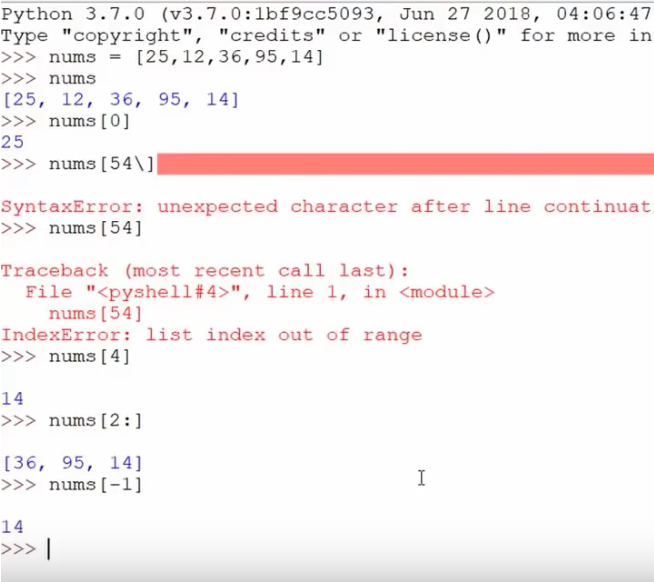 Python 3.7.0 (v3.7.0:1bf9cc5093, Jun 27 2018, 04:06:47
Type "copyright", "credits" or "license()" for more in
>>> nums = [25,12,36,95,14]
>>> nums
[25, 12, 36, 95, 14]
>>> nums[0]
25
>>> nums[54\]
SyntaxError: unexpected character after line continuat
>>> nums[54]
Traceback (most recent call last):
  File "<pyshell#4>", line 1, in <module>
    nums[54]
IndexError: list index out of range
>>> nums[4]
14
>>> nums[2:]
[36, 95, 14]
>>> nums[-1]
14
>>>